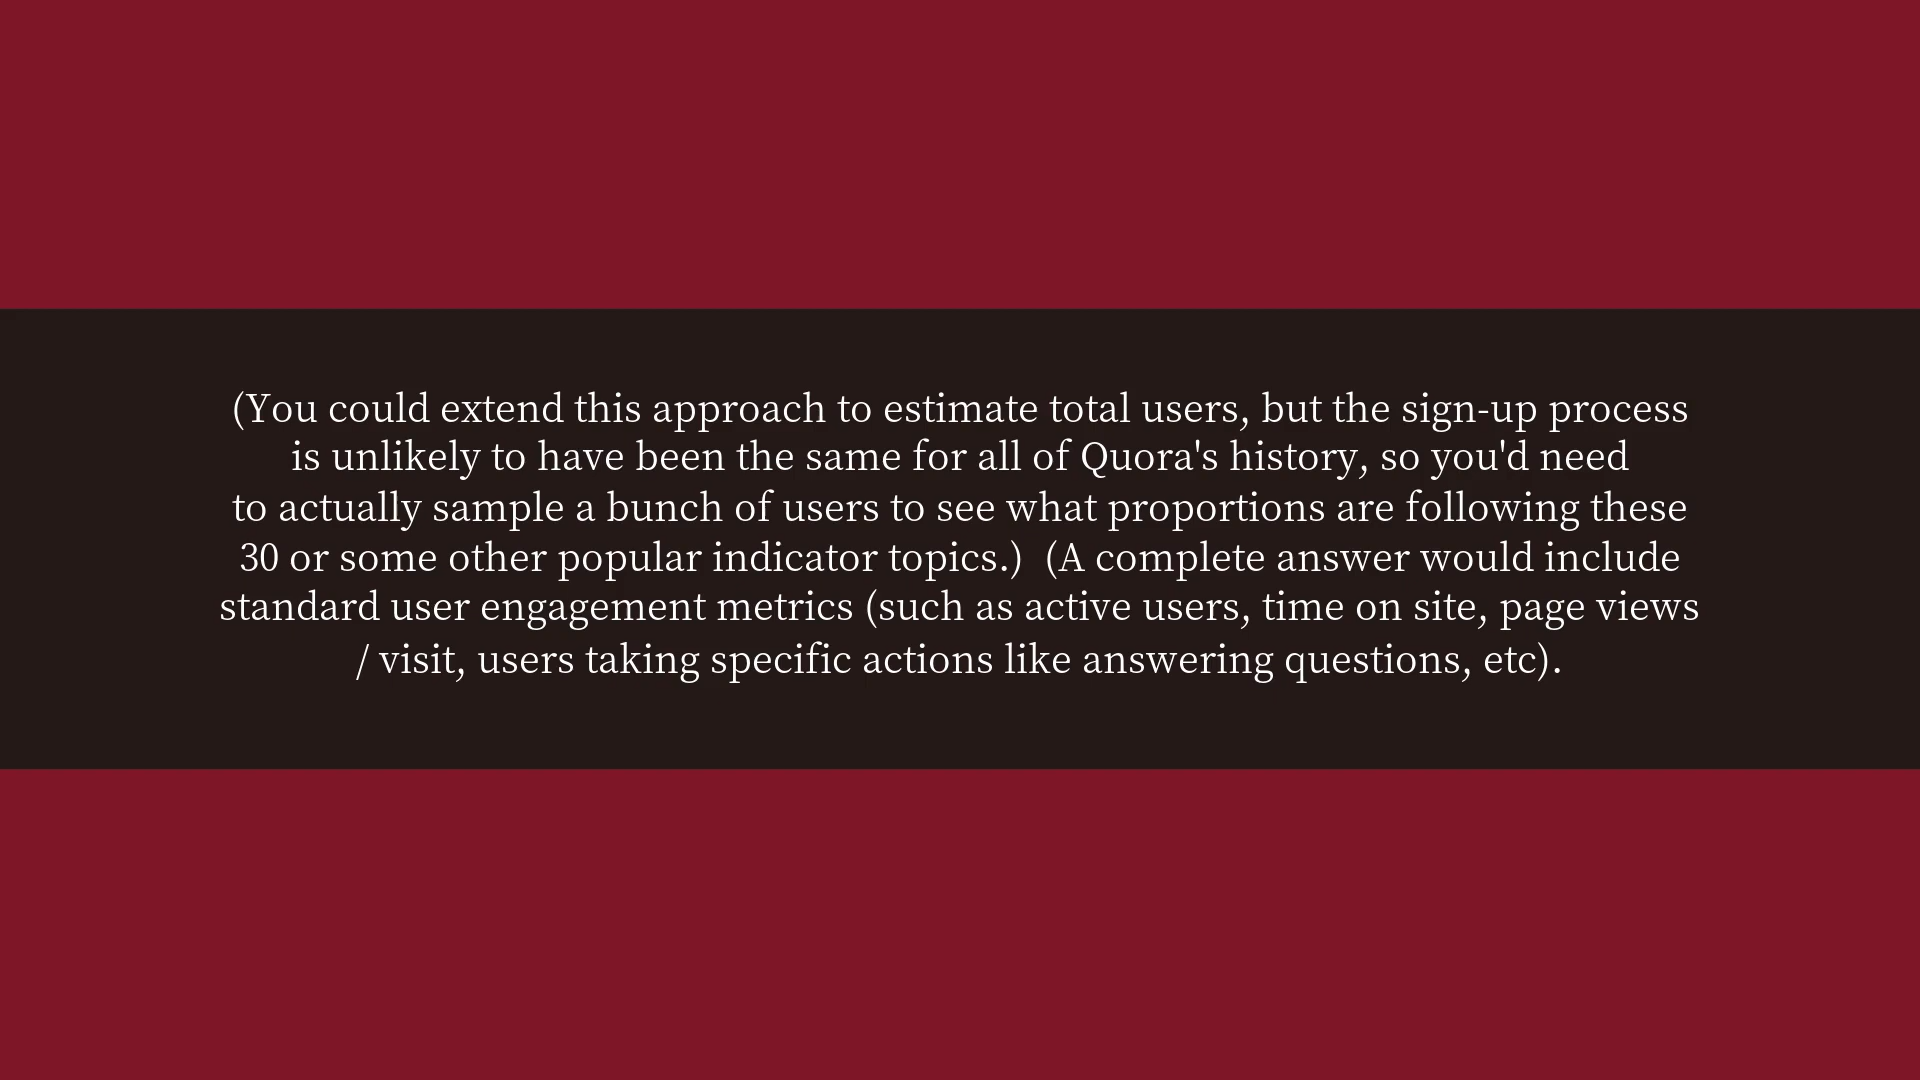 (You could extend this approach to estimate total users, but the sign-up process
is unlikely to have been the same for all of Quora's history, so you'd need
to actually sample a bunch of users to see what proportions are following these
30 or some other popular indicator topics.)  (A complete answer would include
standard user engagement metrics (such as active users, time on site, page views
/ visit, users taking specific actions like answering questions, etc).